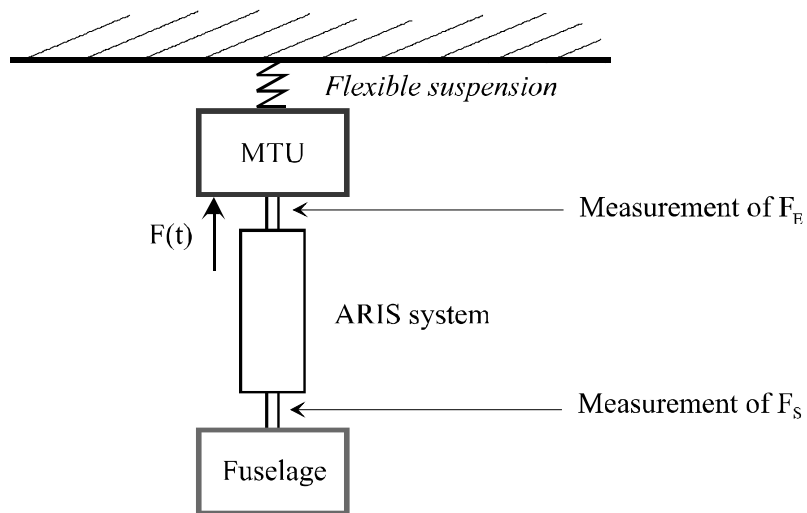 Flexible suspension
MTU
Measurement of F_E
F(t)
ARIS system
Measurement of F_S
Fuselage